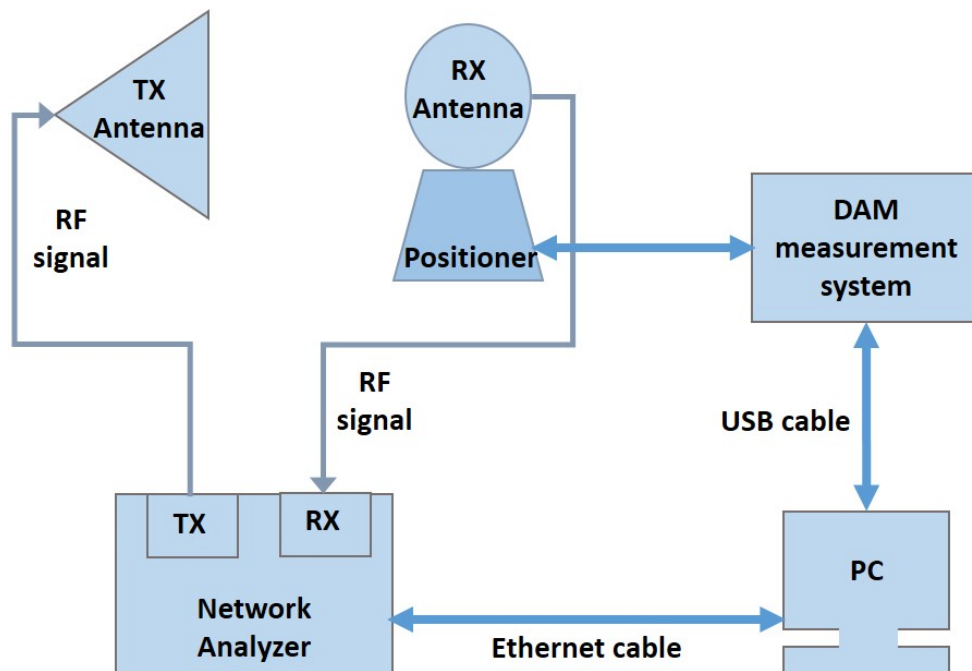 TX
Antenna
RX
Antenna
RF
signal
Positioner
DAM
measurement
system
RF
signal
USB cable
TX
RX
Network
Analyzer
PC
Ethernet cable